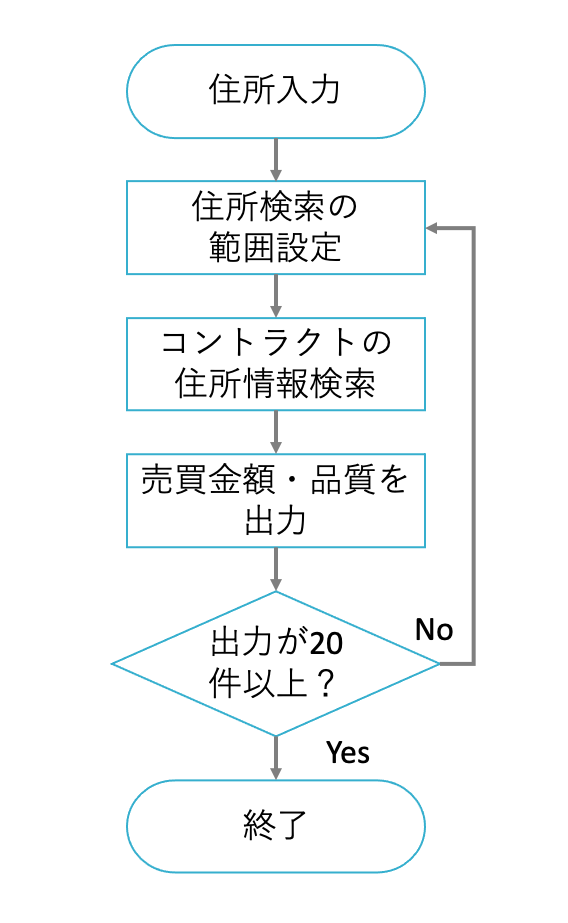 住所入力
住所検索の
範囲設定
コントラクトの
住所情報検索
売買金額・品質を
出力
出力が20
件以上？
No
Yes
終了